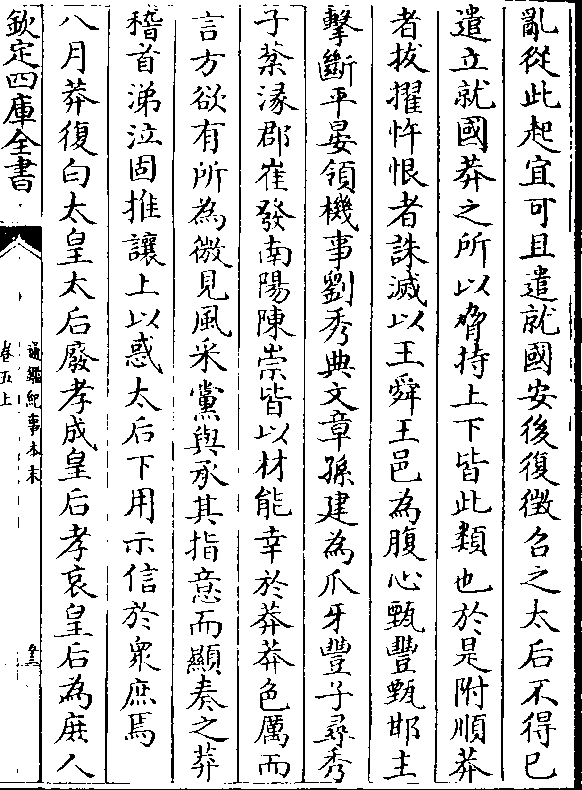 亂從此起宜可且遣就國安後復徵召之太后不得已
遣立就國莽之所以脅持上下皆此類也於是附順莽
者拔擢忤恨者誅滅以王舜王邑為腹心甄豐甄邯主
擊斷平晏領機事劉秀典文章孫建為爪牙豐子尋秀
子棻涿郡崔發南陽陳崇皆以材能幸於莽莽色厲而
言方欲有所為微見風采黨與承其指意而顯奏之莽
稽首涕泣固推讓上以惑太后下用示信於衆庶焉
八月莽復白太皇太后廢孝成皇后孝哀皇后為庶人
欽定四庫全書
通鑑紀事本末
卷五上